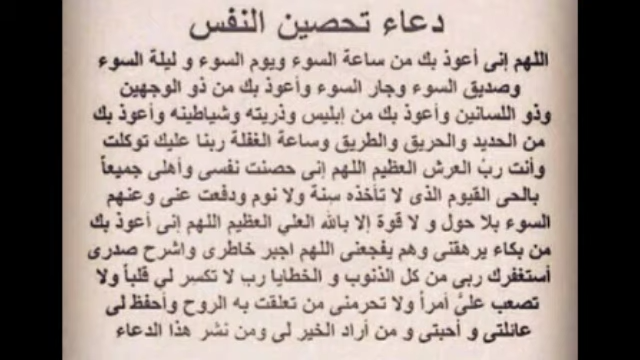 دعاء تحصين النفس
اللهم إنى أعوذ بك من ساعة السوء ويوم السوء و ليلة السوء
وصديق السوء وجار السوء وأعوذ بك من ذو الوجهين
وذو اللسانين وأعوذ بك من إبليس وذريته وشياطينه وأعوذ بك
من الحديد والحريق والطريق وساعة الغفلة ربنا عليك توكلت
وأنت ربُ العرش العظيم اللهم إنى حصنت نفسى وأهلى جميعاً
بالحى القيوم الذى لا تأخذه سِنة ولا نوم ودفعت عنى وعنهم
السوء بلا حول و لا قوة إلا بالله العلي العظيم اللهم إنى أعوذ بك
من بكاء يرهقنى وهم يفجعنى اللهم اجبر خاطرى واشرح صدرى
أستغفرك ربى من كل الذنوب و الخطايا رب لا تكسِر لي قلباً ولا
تصعب علىَّ أمراً ولا تحرمنى من تعلقت به الروح وأحفظ لى
عائلتى و أحبتى و من أراد الخير لى ومن نشر هذا الدعاء